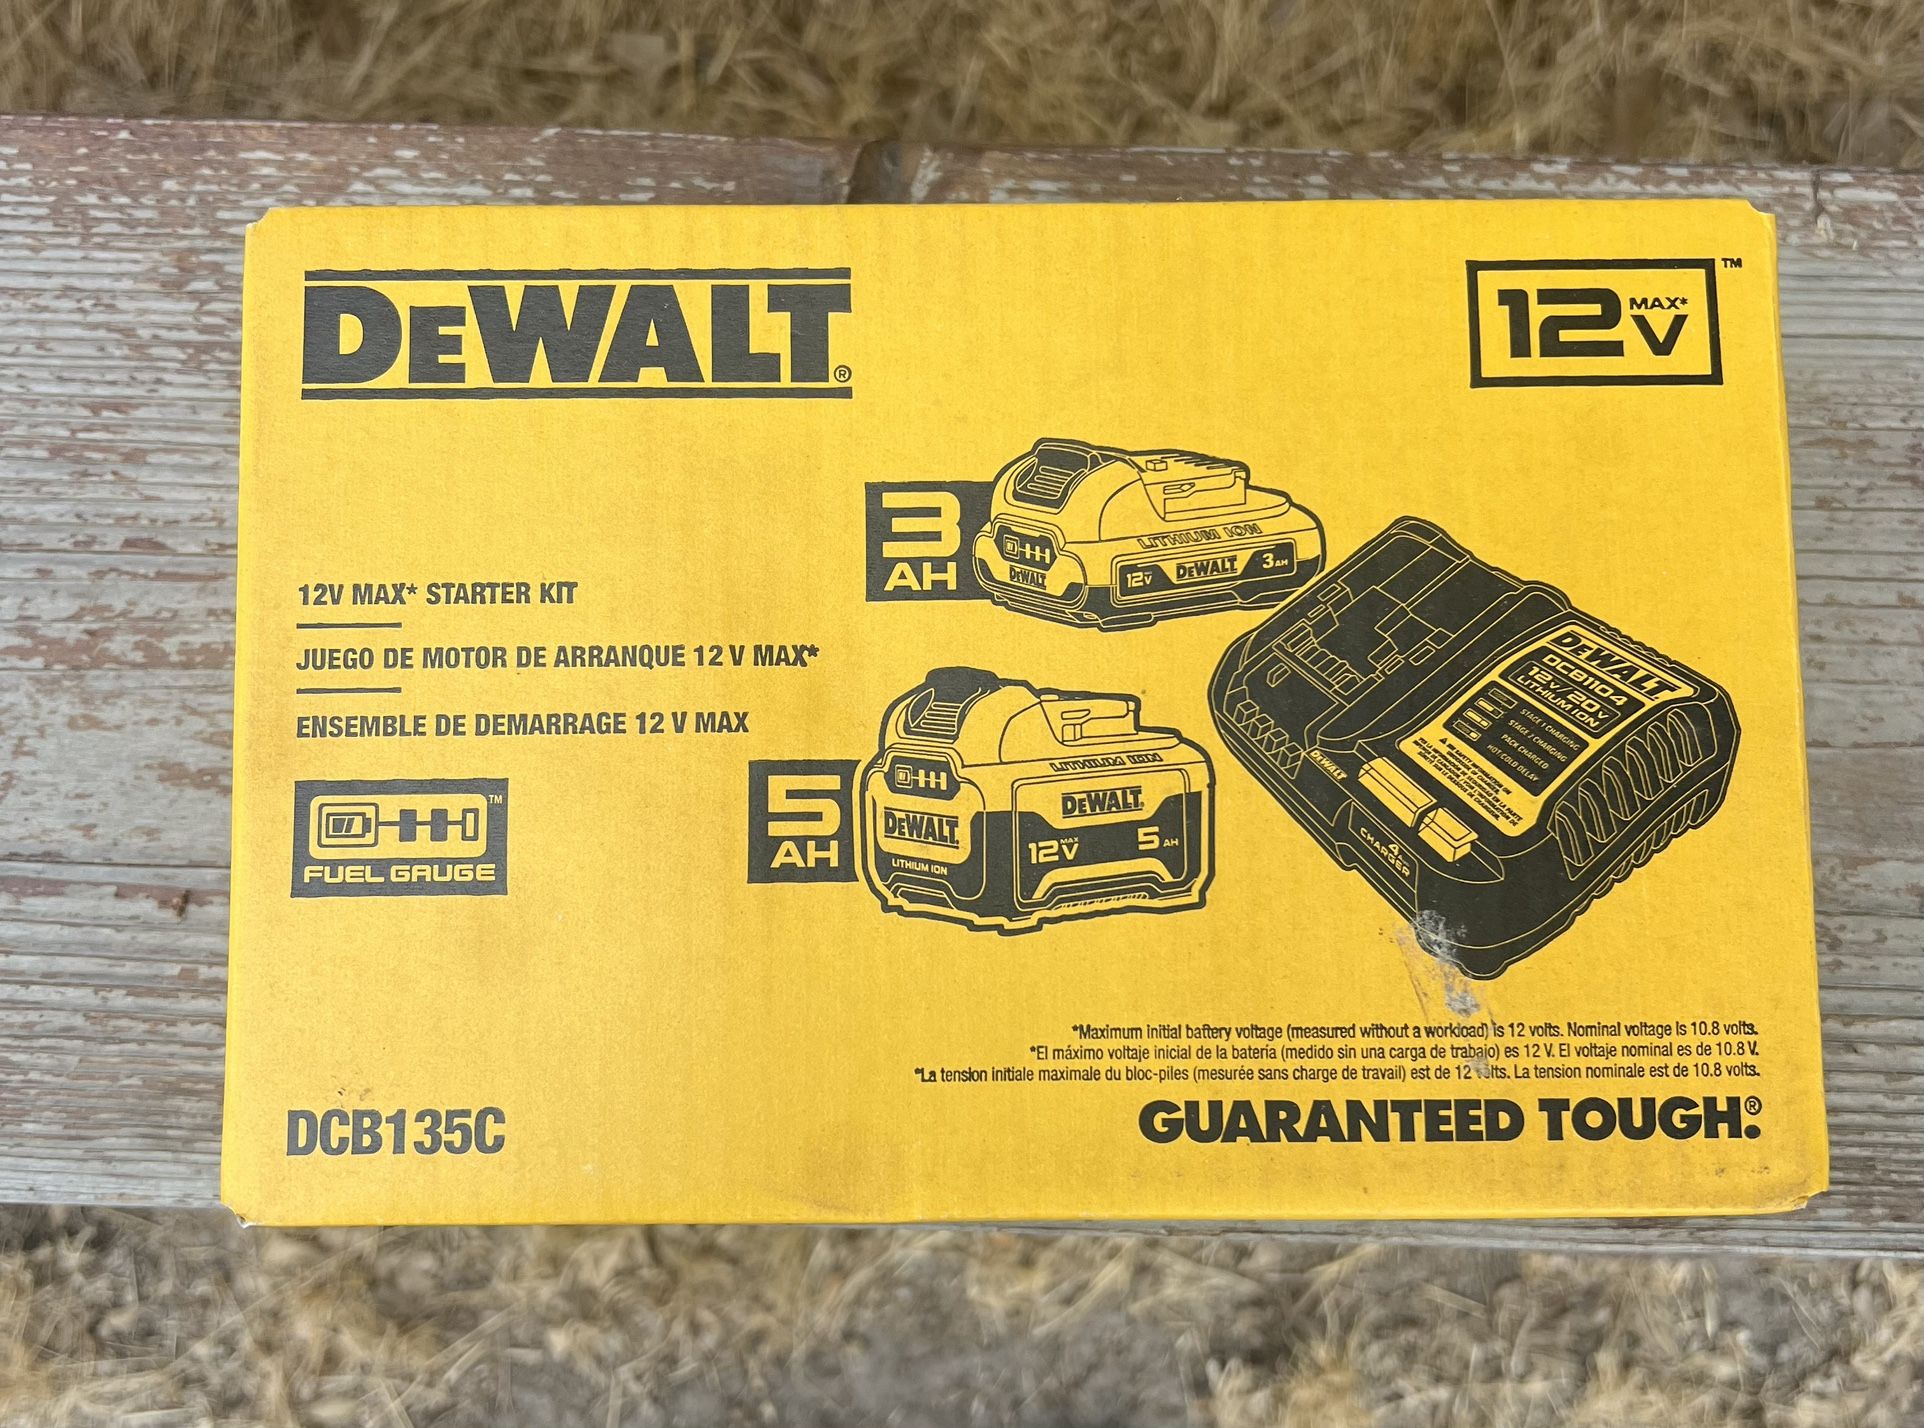 DEWALT®
12V MAX* ™
3 AH
LITHIUM ION
DEWALT
12V DEWALT 3AH
12V MAX* STARTER KIT
JUEGO DE MOTOR DE ARRANQUE 12 V MAX*
ENSEMBLE DE DEMARRAGE 12 V MAX
FUEL GAUGE™
5 AH
LITHIUM ION
DEWALT.
LITHIUM ION
DEWALT.
12V MAX 5 AH
DEWALT
DCB1104
12V/20V
LITHIUM ION
STAGE 1 CHARGING
STAGE 2 CHARGING
PACK CHARGED
HOT COLD DELAY
DEWALT
4A
CHARGER
*Maximum initial battery voltage (measured without a workload) is 12 volts. Nominal voltage is 10.8 volts.
*El máximo voltaje inicial de la batería (medido sin una carga de trabajo) es 12 V. El voltaje nominal es de 10.8 V.
*La tension initiale maximale du bloc-piles (mesurée sans charge de travail) est de 12 volts. La tension nominale est de 10.8 volts.
DCB135C
GUARANTEED TOUGH.®